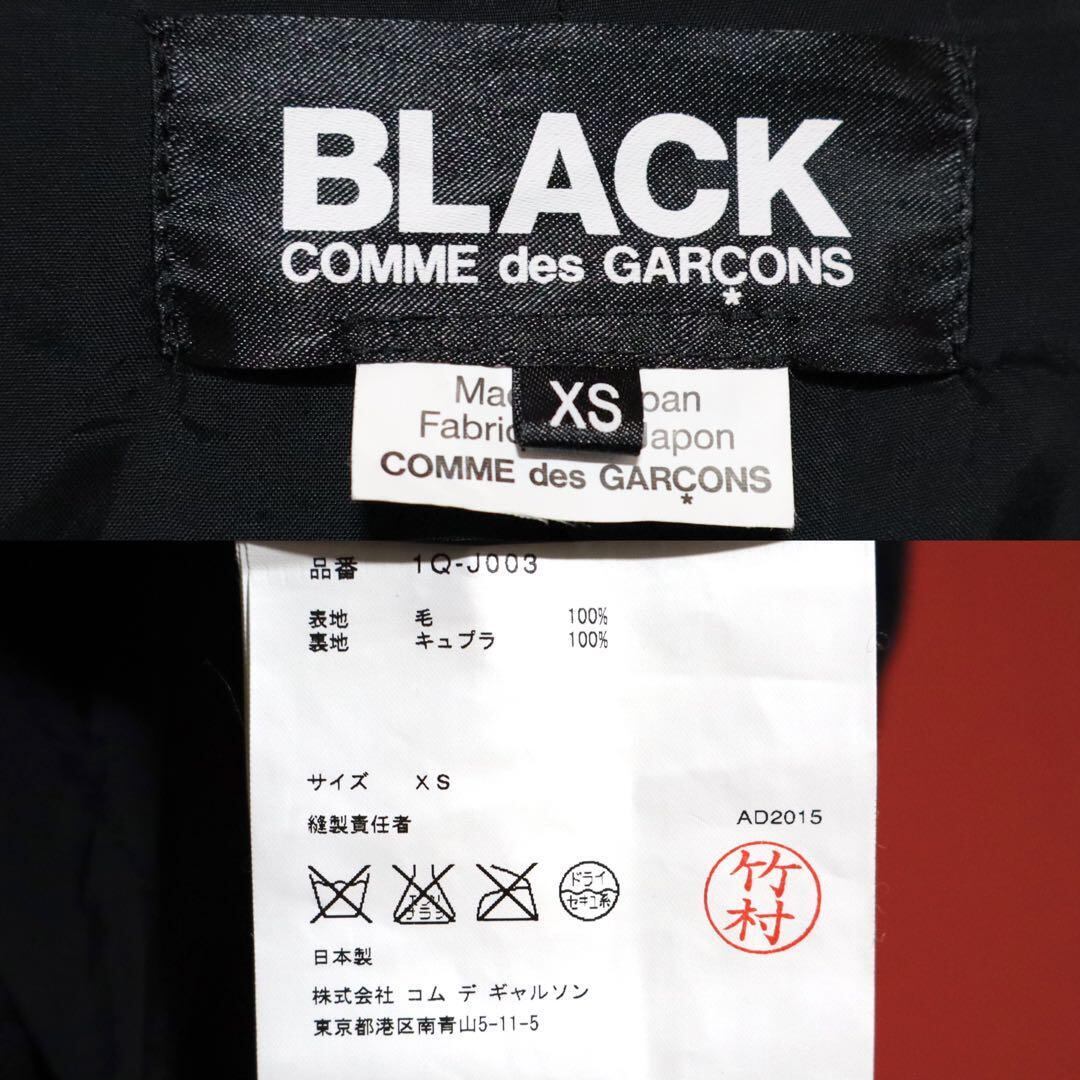 BLACK
COMME des GARÇONS
*
XS
Fabri Japon
COMME des GARÇONS
*
品番 1Q-J003
表地 毛 100%
裏地 キュプラ 100%
サイズ XS
縫製責任者
AD2015
竹村
ドライ
セキユ系
日本製
株式会社 コム デ ギャルソン
東京都港区南青山5-11-5